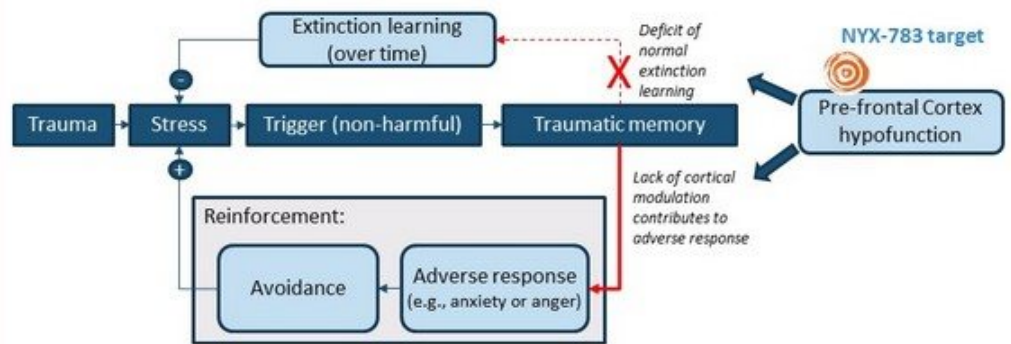 Extinction learning
(over time)
Deficit of
normal
extinction
learning
NYX-783 target
-
X
Trauma
Stress
Trigger (non-harmful)
Traumatic memory
Pre-frontal Cortex
hypofunction
+
Lack of cortical
modulation
contributes to
adverse response
Reinforcement:
Avoidance
Adverse response
(e.g., anxiety or anger)